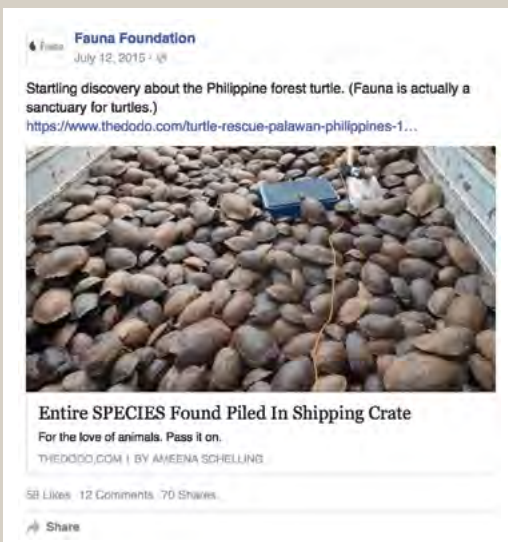 Fauna
Fauna Foundation
July 12, 2015 ·
Startling discovery about the Philippine forest turtle. (Fauna is actually a
sanctuary for turtles.)
https://www.thedodo.com/turtle-rescue-palawan-philippines-1...
Entire SPECIES Found Piled In Shipping Crate
For the love of animals. Pass it on.
THEDODO.COM | BY AMEENA SCHELLING
58 Likes 12 Comments 70 Shares
Share